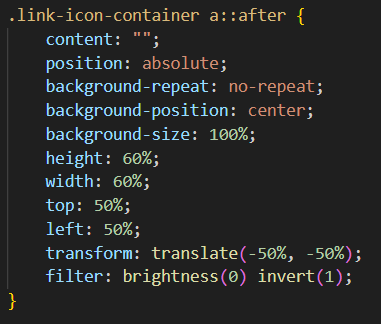 .link-icon-container a::after {
    content: "";
    position: absolute;
    background-repeat: no-repeat;
    background-position: center;
    background-size: 100%;
    height: 60%;
    width: 60%;
    top: 50%;
    left: 50%;
    transform: translate(-50%, -50%);
    filter: brightness(0) invert(1);
}